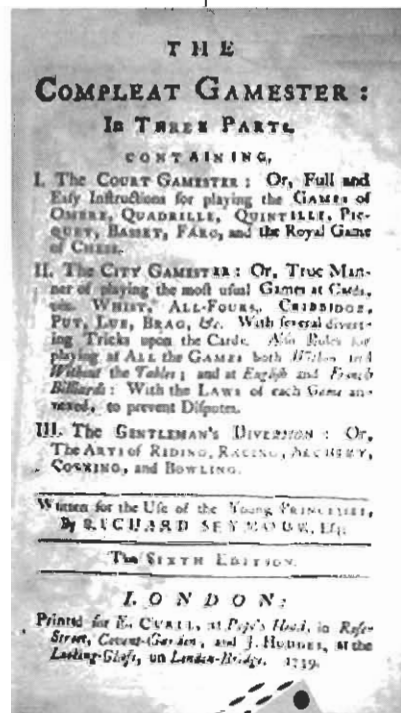 THE
COMPLEAT GAMESTER:
In THREE PARTS.
CONTAINING,
I. The COURT GAMESTER: Or, Full and
Eaſy Inſtructions for playing the GAMES of
OMBRE, QUADRILLE, QUINTILLE, PIC-
QUET, BASSET, FARO, and the Royal Game
of CHESS.
II. The CITY GAMESTER: Or, True Man-
ner of playing the moſt uſual Games at Cards,
viz. WHIST, ALL-FOURS, CRIBBIDGE,
PUT, LUE, BRAG, &c. With ſeveral divert-
ing Tricks upon the Cards. Alſo Rules for
playing at ALL the GAMES both Within and
Without the Tables; and at Engliſh and French
Billiards: With the LAWS of each Game an-
nexed, to prevent Diſputes.
III. The GENTLEMAN'S DIVERSION: Or,
The ARTS of RIDING, RACING, ARCHERY,
COCKING, and BOWLING.
Written for the Uſe of the Young PRINCESSES,
By RICHARD SEYMOUR, Eſq;
The SIXTH EDITION.
LONDON:
Printed for E. CURLL, at Pope's Head, in Roſe-
Street, Covent-Garden, and J. HODGES, at the
Looking-Glaſs, on London-Bridge. 1739.